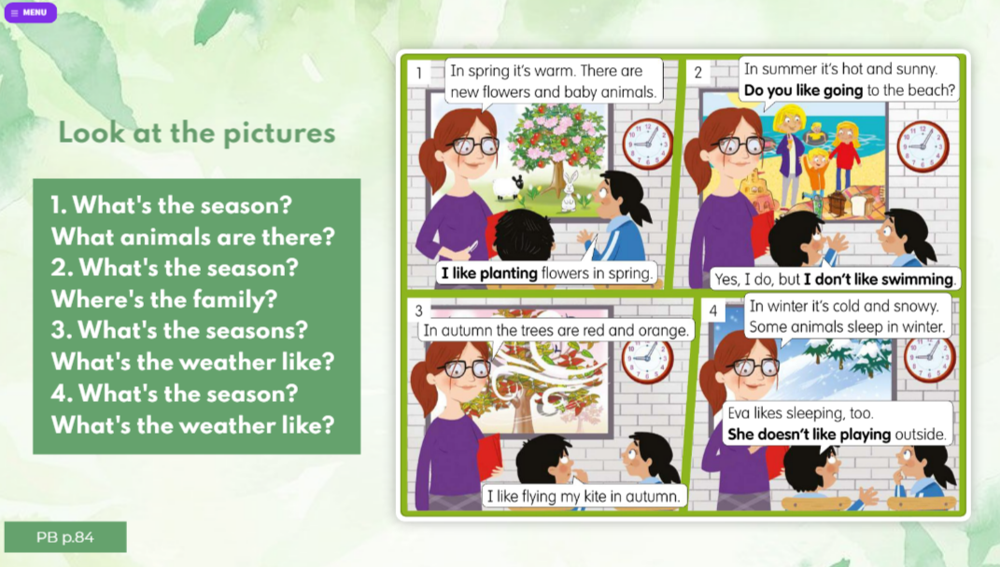 MENU
Look at the pictures
1. What's the season?
What animals are there?
2. What's the season?
Where's the family?
3. What's the seasons?
What's the weather like?
4. What's the season?
What's the weather like?
PB p.84
1
In spring it's warm. There are
new flowers and baby animals.
I like planting flowers in spring.
2
In summer it's hot and sunny.
Do you like going to the beach?
Yes, I do, but I don't like swimming.
3
In autumn the trees are red and orange.
I like flying my kite in autumn.
4
In winter it's cold and snowy.
Some animals sleep in winter.
Eva likes sleeping, too.
She doesn't like playing outside.